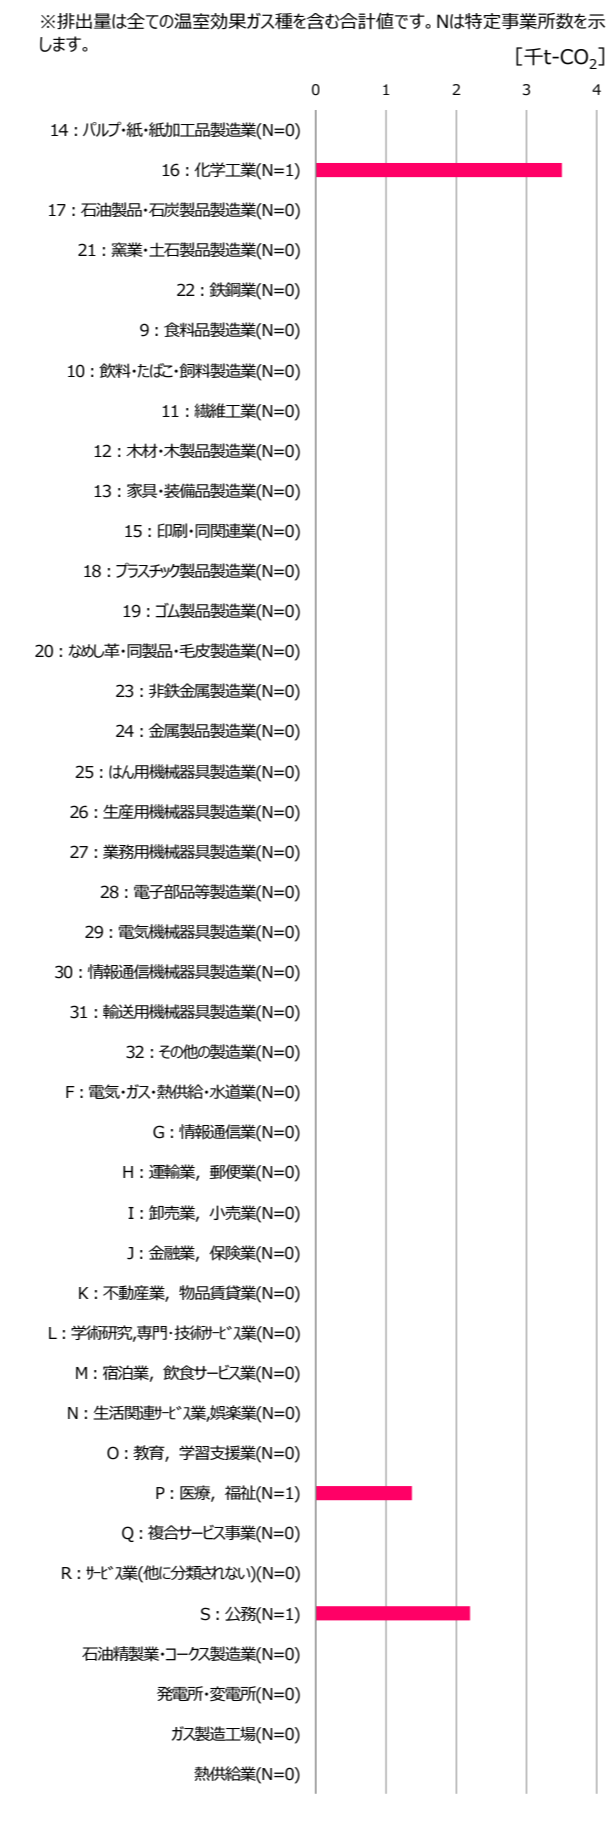 ※排出量は全ての温室効果ガス種を含む合計値です。Nは特定事業所数を示
します。
[千t-CO₂]
0 1 2 3 4
14：パルプ・紙・紙加工品製造業(N=0)
16：化学工業(N=1)
17：石油製品・石炭製品製造業(N=0)
21：窯業・土石製品製造業(N=0)
22：鉄鋼業(N=0)
9：食料品製造業(N=0)
10：飲料・たばこ・飼料製造業(N=0)
11：繊維工業(N=0)
12：木材・木製品製造業(N=0)
13：家具・装備品製造業(N=0)
15：印刷・同関連業(N=0)
18：プラスチック製品製造業(N=0)
19：ゴム製品製造業(N=0)
20：なめし革・同製品・毛皮製造業(N=0)
23：非鉄金属製造業(N=0)
24：金属製品製造業(N=0)
25：はん用機械器具製造業(N=0)
26：生産用機械器具製造業(N=0)
27：業務用機械器具製造業(N=0)
28：電子部品等製造業(N=0)
29：電気機械器具製造業(N=0)
30：情報通信機械器具製造業(N=0)
31：輸送用機械器具製造業(N=0)
32：その他の製造業(N=0)
F：電気・ガス・熱供給・水道業(N=0)
G：情報通信業(N=0)
H：運輸業，郵便業(N=0)
I：卸売業，小売業(N=0)
J：金融業，保険業(N=0)
K：不動産業，物品賃貸業(N=0)
L：学術研究,専門・技術ｻｰﾋﾞｽ業(N=0)
M：宿泊業，飲食サービス業(N=0)
N：生活関連ｻｰﾋﾞｽ業,娯楽業(N=0)
O：教育，学習支援業(N=0)
P：医療，福祉(N=1)
Q：複合サービス事業(N=0)
R：ｻｰﾋﾞｽ業(他に分類されない)(N=0)
S：公務(N=1)
石油精製業・コークス製造業(N=0)
発電所・変電所(N=0)
ガス製造工場(N=0)
熱供給業(N=0)